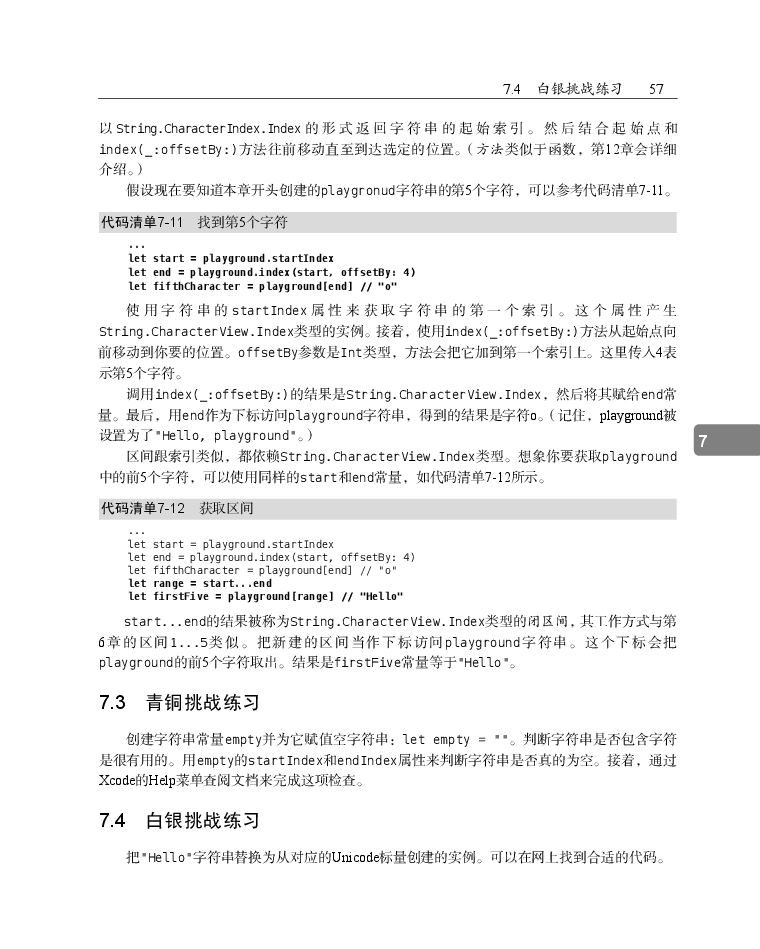 7.4 白银挑战练习 57
以String.CharacterIndex.Index的形式返回字符串的起始索引。然后结合起始点和
index(_:offsetBy:)方法往前移动直至到达选定的位置。（方法类似于函数，第12章会详细
介绍。）
假设现在要知道本章开头创建的playgronud字符串的第5个字符，可以参考代码清单7-11。
代码清单7-11 找到第5个字符
...
let start = playground.startIndex
let end = playground.index(start, offsetBy: 4)
let fifthCharacter = playground[end] // "o"
使用字符串的startIndex属性来获取字符串的第一个索引。这个属性产生
String.CharacterView.Index类型的实例。接着，使用index(_:offsetBy:)方法从起始点向
前移动到你要的位置。offsetBy参数是Int类型，方法会把它加到第一个索引上。这里传入4表
示第5个字符。
调用index(_:offsetBy:)的结果是String.CharacterView.Index，然后将其赋给end常
量。最后，用end作为下标访问playground字符串，得到的结果是字符o。（记住，playground被
设置为了"Hello, playground"。）
7
区间跟索引类似，都依赖String.CharacterView.Index类型。想象你要获取playground
中的前5个字符，可以使用同样的start和end常量，如代码清单7-12所示。
代码清单7-12 获取区间
...
let start = playground.startIndex
let end = playground.index(start, offsetBy: 4)
let fifthCharacter = playground[end] // "o"
let range = start...end
let firstFive = playground[range] // "Hello"
start...end的结果被称为String.CharacterView.Index类型的闭区间，其工作方式与第
6章的区间1...5类似。把新建的区间当作下标访问playground字符串。这个下标会把
playground的前5个字符取出。结果是firstFive常量等于"Hello"。
7.3 青铜挑战练习
创建字符串常量empty并为它赋值空字符串：let empty = ""。判断字符串是否包含字符
是很有用的。用empty的startIndex和endIndex属性来判断字符串是否真的为空。接着，通过
Xcode的Help菜单查阅文档来完成这项检查。
7.4 白银挑战练习
把"Hello"字符串替换为从对应的Unicode标量创建的实例。可以在网上找到合适的代码。